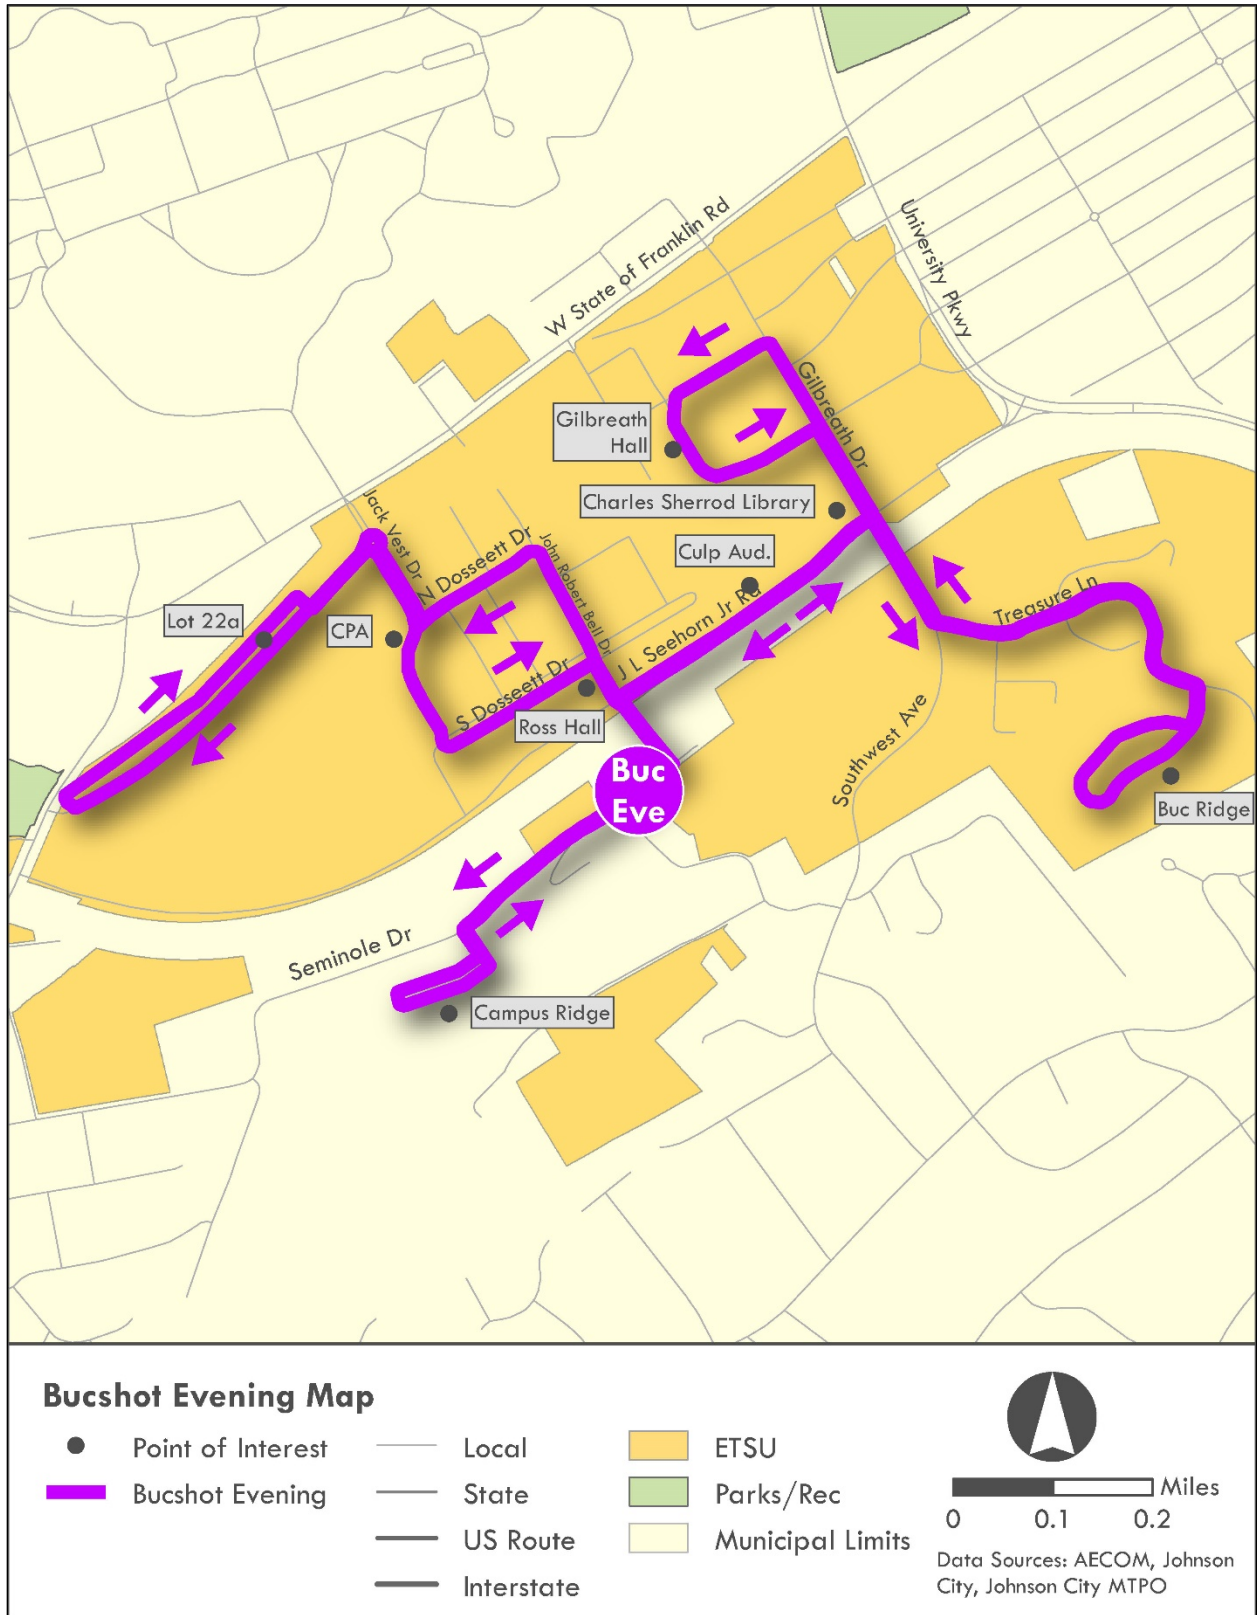 University Pkwy
W State of Franklin Rd
Gilbreath Dr
Gilbreath
Hall
Charles Sherrod Library
Jack Vest Dr
N Dosseett Dr
John Robert Bell Dr
Culp Aud.
Treasure Ln
Lot 22a
CPA
J L Seehorn Jr Rd
S Dosseett Dr
Ross Hall
Southwest Ave
Buc
Eve
Buc Ridge
Seminole Dr
Campus Ridge
Bucshot Evening Map
Point of Interest
Bucshot Evening
Local
State
US Route
Interstate
ETSU
Parks/Rec
Municipal Limits
Miles
0 0.1 0.2
Data Sources: AECOM, Johnson
City, Johnson City MTPO